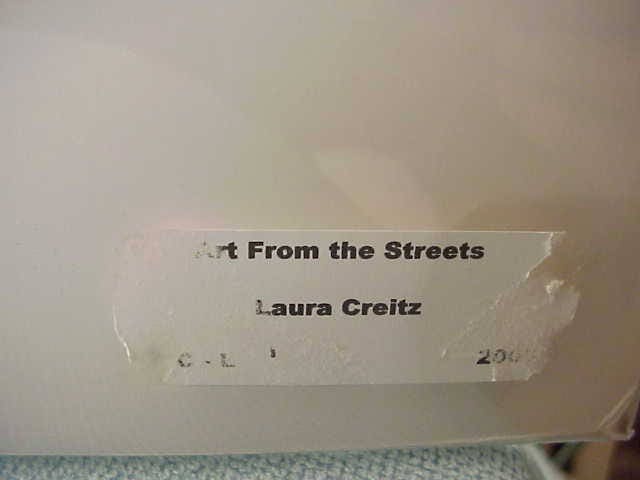 Art From the Streets
Laura Creitz
C - L